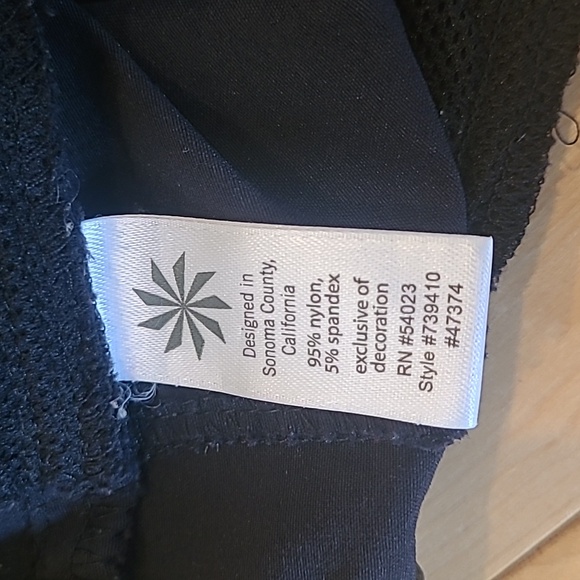 Designed in
Sonoma County,
California
95% nylon,
5% spandex
exclusive of
decoration
RN #54023
Style #739410
#47374